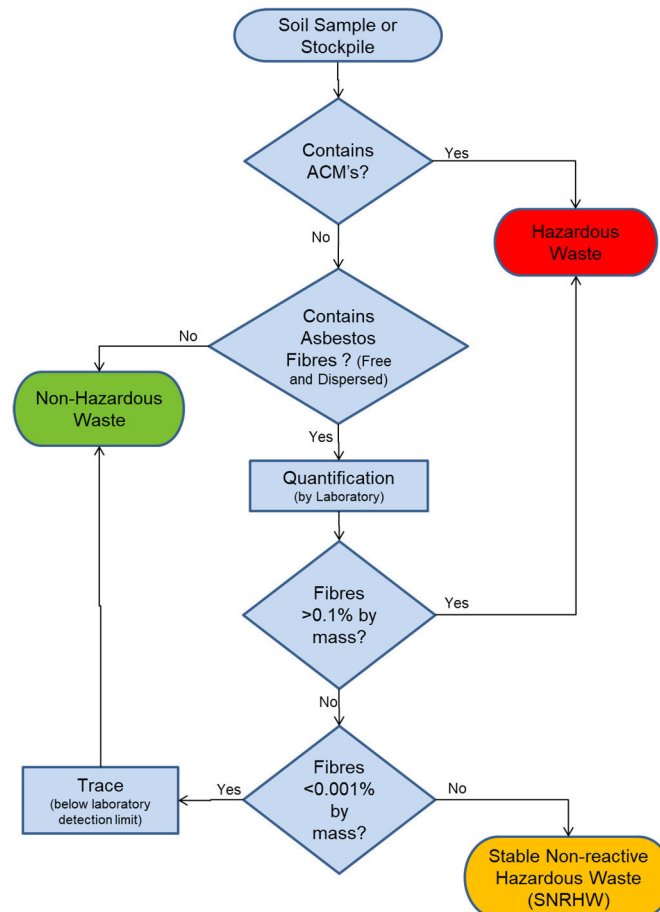 Soil Sample or
Stockpile
Contains
ACM's?
Yes
No
Hazardous
Waste
Contains
Asbestos
Fibres ? (Free
and Dispersed)
No
Non-Hazardous
Waste
Yes
Quantification
(by Laboratory)
Fibres
>0.1% by
mass?
Yes
No
Fibres
<0.001%
by
mass?
Yes
Trace
(below laboratory
detection limit)
No
Stable Non-reactive
Hazardous Waste
(SNRHW)